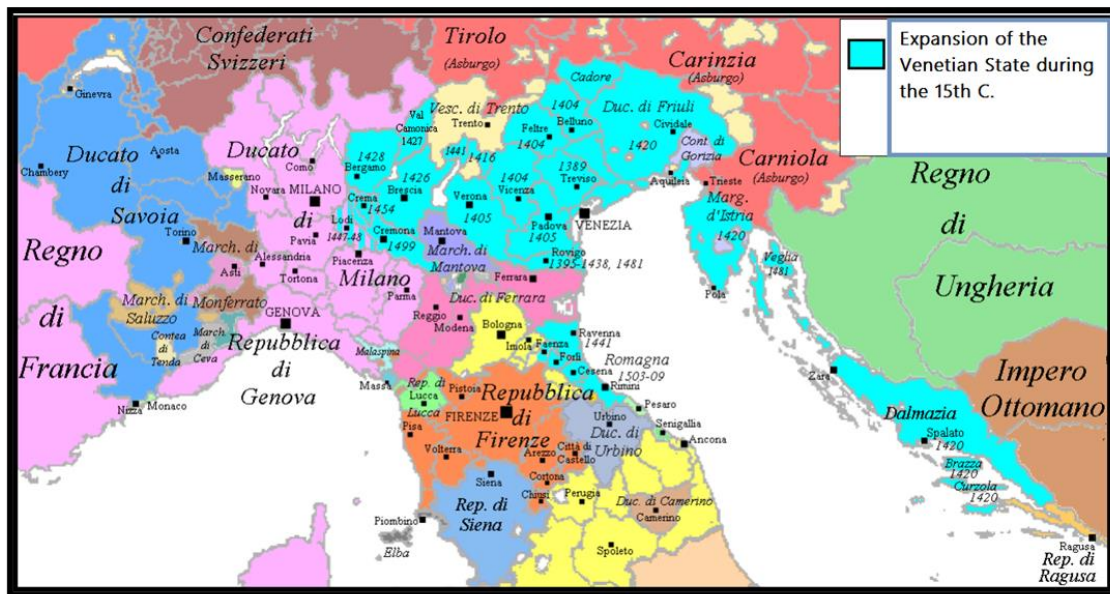 Confederati
Svizzeri
Tirolo
(Asburgo)
Carinzia
(Asburgo)
Expansion of the
Venetian State during
the 15th C.
Ginevra
Cadore
Vesc. di Trento
Trento
1404
Duc. di Friuli
Belluno
Feltre
1404
Cividale
1420
Cont. di
Gorizia
Val
Camonica
1427
1441
1416
Chambery
Ducato
di
Savoia
Aosta
Masserano
Ducato
di
Milano
Como
Novara
MILANO
Pavia
1428
Bergamo
1426
Brescia
Crema
1454
Lodi
1447-48
Cremona
1499
Piacenza
Verona
1405
1404
Vicenza
1389
Treviso
Padova
1405
VENEZIA
Aquileia
Trieste
Carniola
(Asburgo)
Marg.
d'Istria
1420
Pola
Veglia
1481
Regno
di
Ungheria
Mantova
March. di
Mantova
Rovigo
1395-1438, 1481
Torino
March. di
Monferrato
Asti
Alessandria
Tortona
Parma
Ferrara
Duc. di Ferrara
Reggio
Modena
Regno
di
Francia
March. di
Saluzzo
Contea
di
Tenda
March
di
Ceva
GENOVA
Repubblica
di
Genova
Malaspina
Massa
Bologna
Imola
Faenza
Ravenna
1441
Forlì
Cesena
Romagna
1503-09
Rimini
Nizza
Monaco
Rep. di
Lucca
Lucca
Pistoia
Repubblica
di
Firenze
FIRENZE
Pisa
Volterra
Arezzo
Città di
Castello
Cortona
Chiusi
Urbino
Duc. di
Urbino
Pesaro
Senigallia
Ancona
Siena
Rep. di
Siena
Perugia
Duc. di Camerino
Camerino
Spoleto
Piombino
Elba
Zara
Dalmazia
Spalato
1420
Brazza
1420
Curzola
1420
Impero
Ottomano
Ragusa
Rep. di
Ragusa